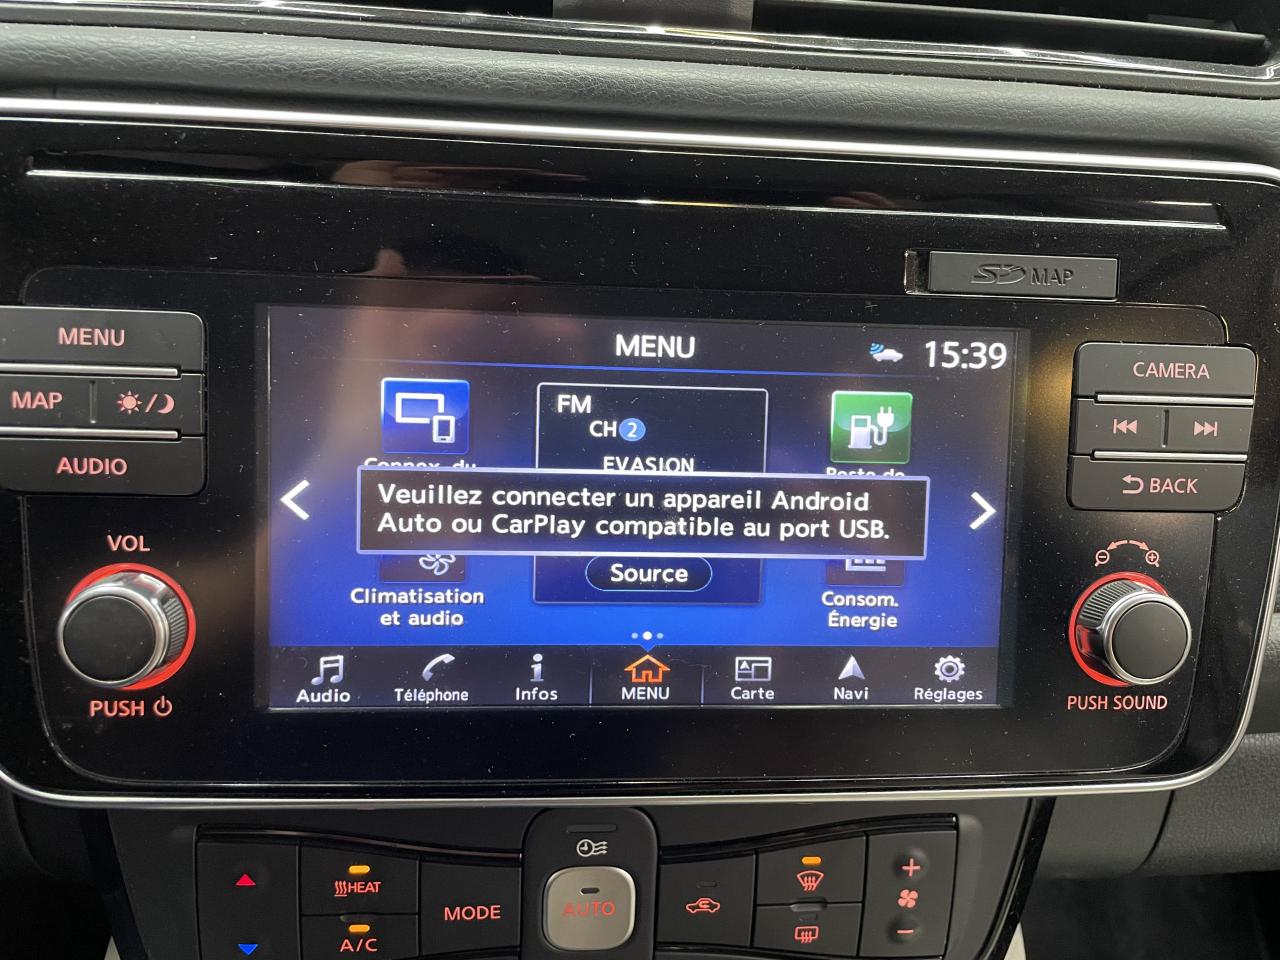 SD MAP
MENU
MAP
AUDIO
VOL
PUSH
MENU
15:39
FM
CH 2
EVASION
Veuillez connecter un appareil Android
Auto ou CarPlay compatible au port USB.
Source
Climatisation
et audio
Consom.
Énergie
Audio
Téléphone
Infos
MENU
Carte
Navi
Réglages
CAMERA
BACK
PUSH SOUND
HEAT
A/C
MODE
AUTO
+
-